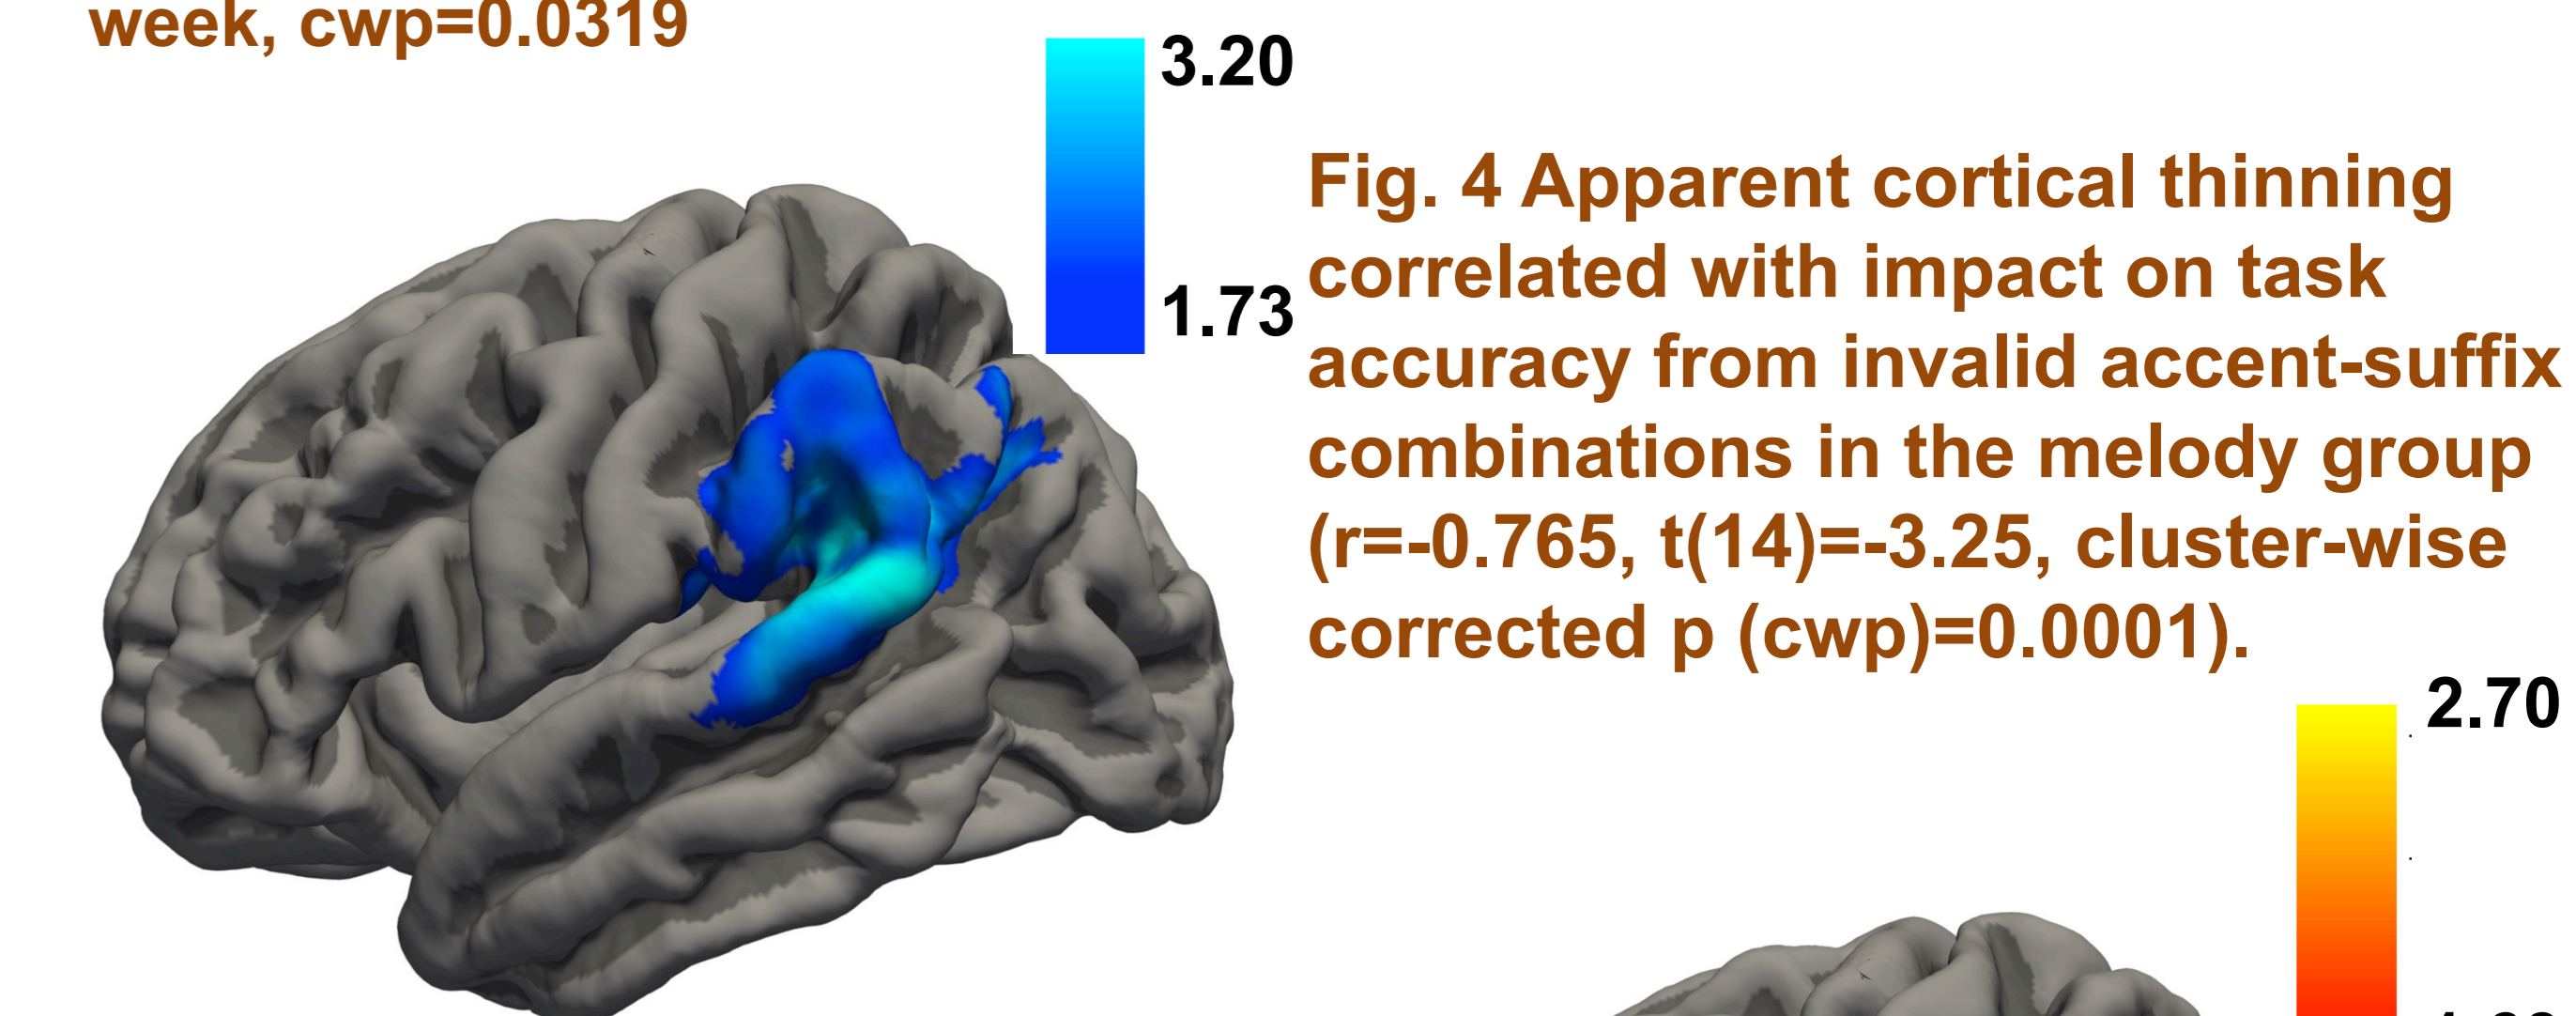 week, cwp=0.0319
3.20
1.73
Fig. 4 Apparent cortical thinning
correlated with impact on task
accuracy from invalid accent-suffix
combinations in the melody group
(r=-0.765, t(14)=-3.25, cluster-wise
corrected p (cwp)=0.0001).
2.70